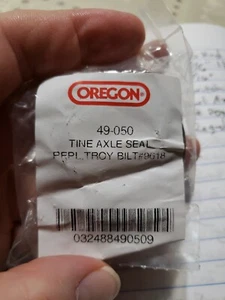 OREGON
49-050
TINE AXLE SEAL
REPL TROY BILT#9618
032488490509